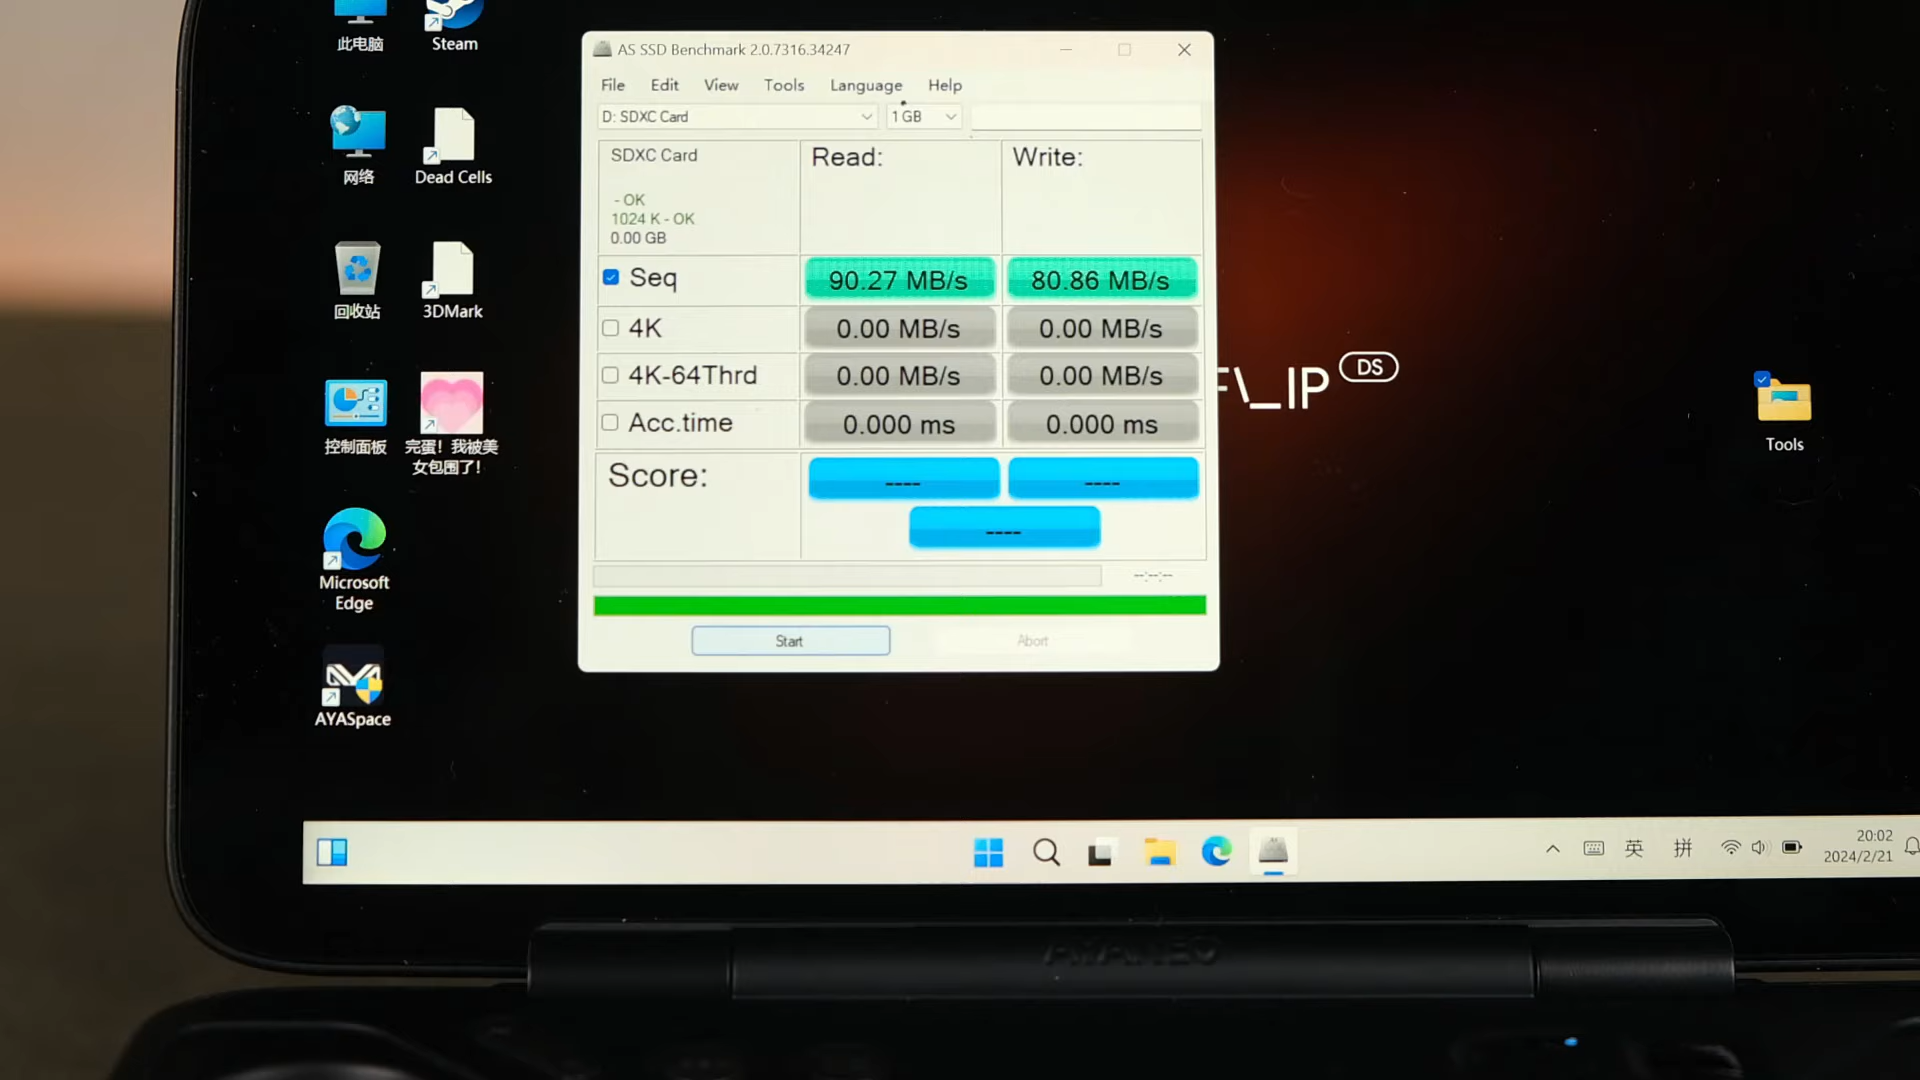 此电脑
Steam
网络
Dead Cells
回收站
3DMark
控制面板
完蛋！我被美
女包围了！
Microsoft
Edge
AYASpace
AS SSD Benchmark 2.0.7316.34247
File Edit View Tools Language Help
D: SDXC Card 1 GB
SDXC Card
- OK
1024 K - OK
0.00 GB
Read: Write:
Seq 90.27 MB/s 80.86 MB/s
4K 0.00 MB/s 0.00 MB/s
4K-64Thrd 0.00 MB/s 0.00 MB/s
Acc.time 0.000 ms 0.000 ms
Score: ---- ----
----
--:--:--
Start Abort
IP DS
Tools
英 拼
20:02
2024/2/21
AYANEO